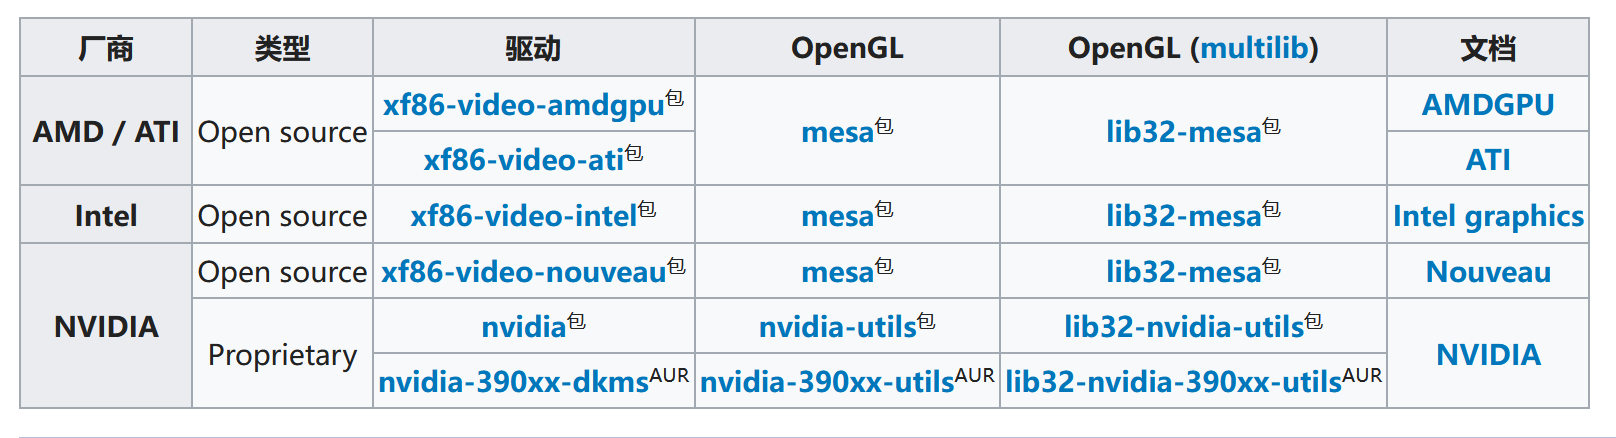 厂商 类型 驱动 OpenGL OpenGL (multilib) 文档
AMD / ATI Open source xf86-video-amdgpu包 mesa包 lib32-mesa包 AMDGPU
xf86-video-ati包 ATI
Intel Open source xf86-video-intel包 mesa包 lib32-mesa包 Intel graphics
NVIDIA Open source xf86-video-nouveau包 mesa包 lib32-mesa包 Nouveau
Proprietary nvidia包 nvidia-utils包 lib32-nvidia-utils包 NVIDIA
nvidia-390xx-dkmsAUR nvidia-390xx-utilsAUR lib32-nvidia-390xx-utilsAUR